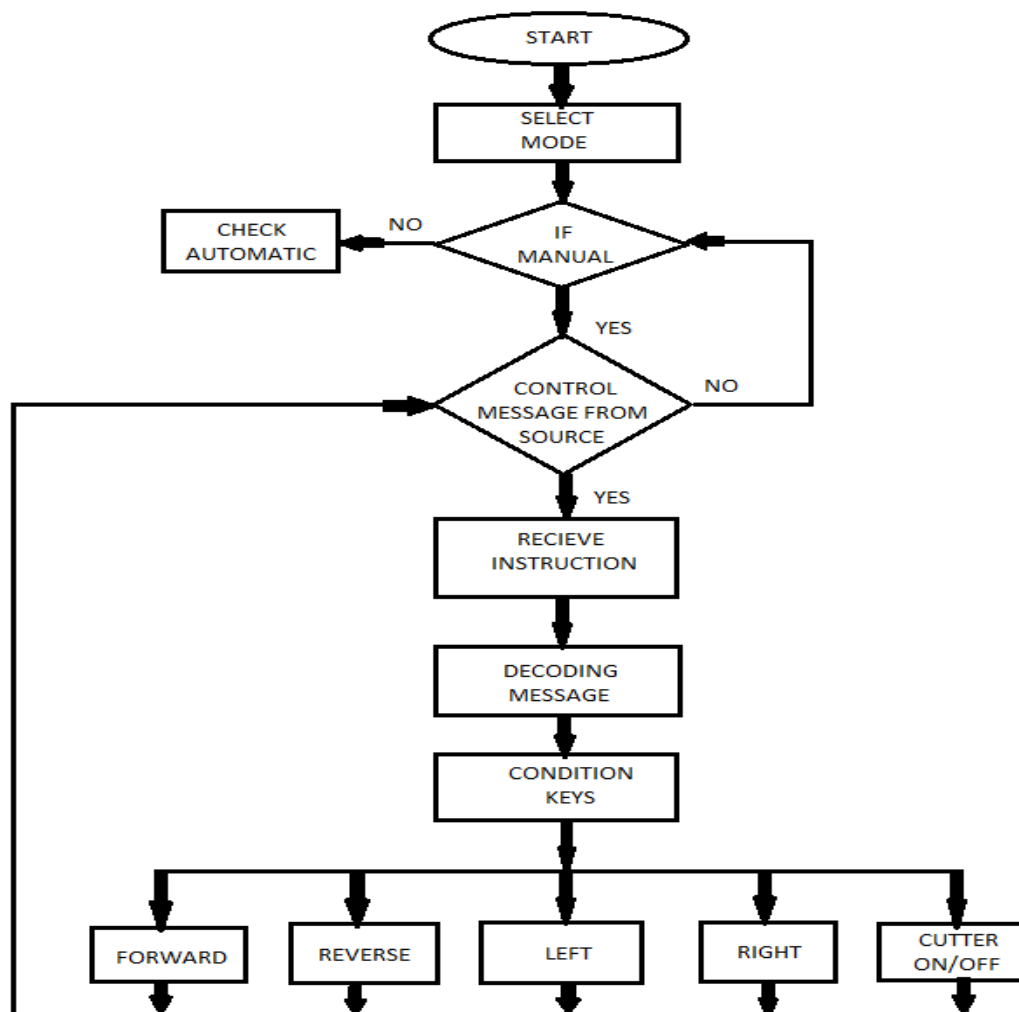 START
SELECT
MODE
NO
CHECK
AUTOMATIC
IF
MANUAL
YES
CONTROL
MESSAGE FROM
SOURCE
NO
YES
RECIEVE
INSTRUCTION
DECODING
MESSAGE
CONDITION
KEYS
FORWARD
REVERSE
LEFT
RIGHT
CUTTER
ON/OFF